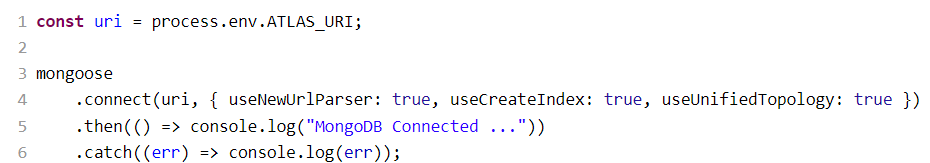 1 const uri = process.env.ATLAS_URI;
2
3 mongoose
4     .connect(uri, { useNewUrlParser: true, useCreateIndex: true, useUnifiedTopology: true })
5     .then(() => console.log("MongoDB Connected ..."))
6     .catch((err) => console.log(err));